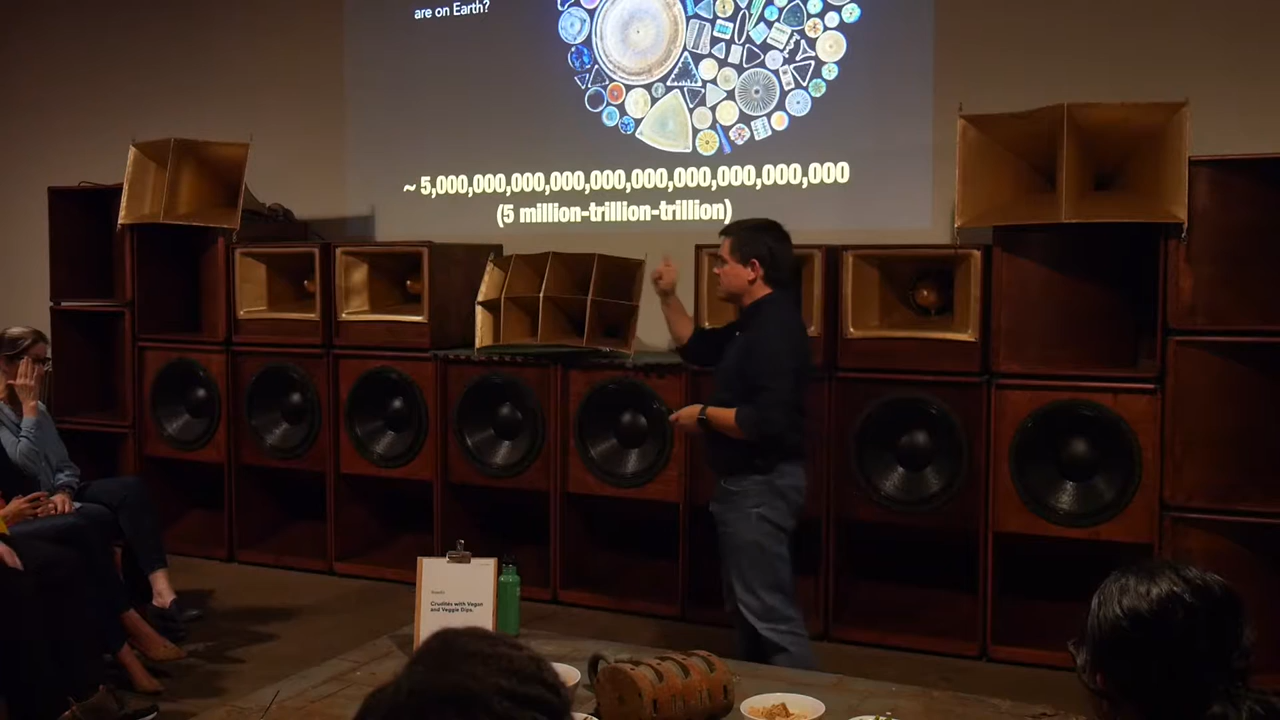 are on Earth?
~ 5,000,000,000,000,000,000,000,000,000,000
(5 million-trillion-trillion)
Crudités with Vegan
and Veggie Dips.